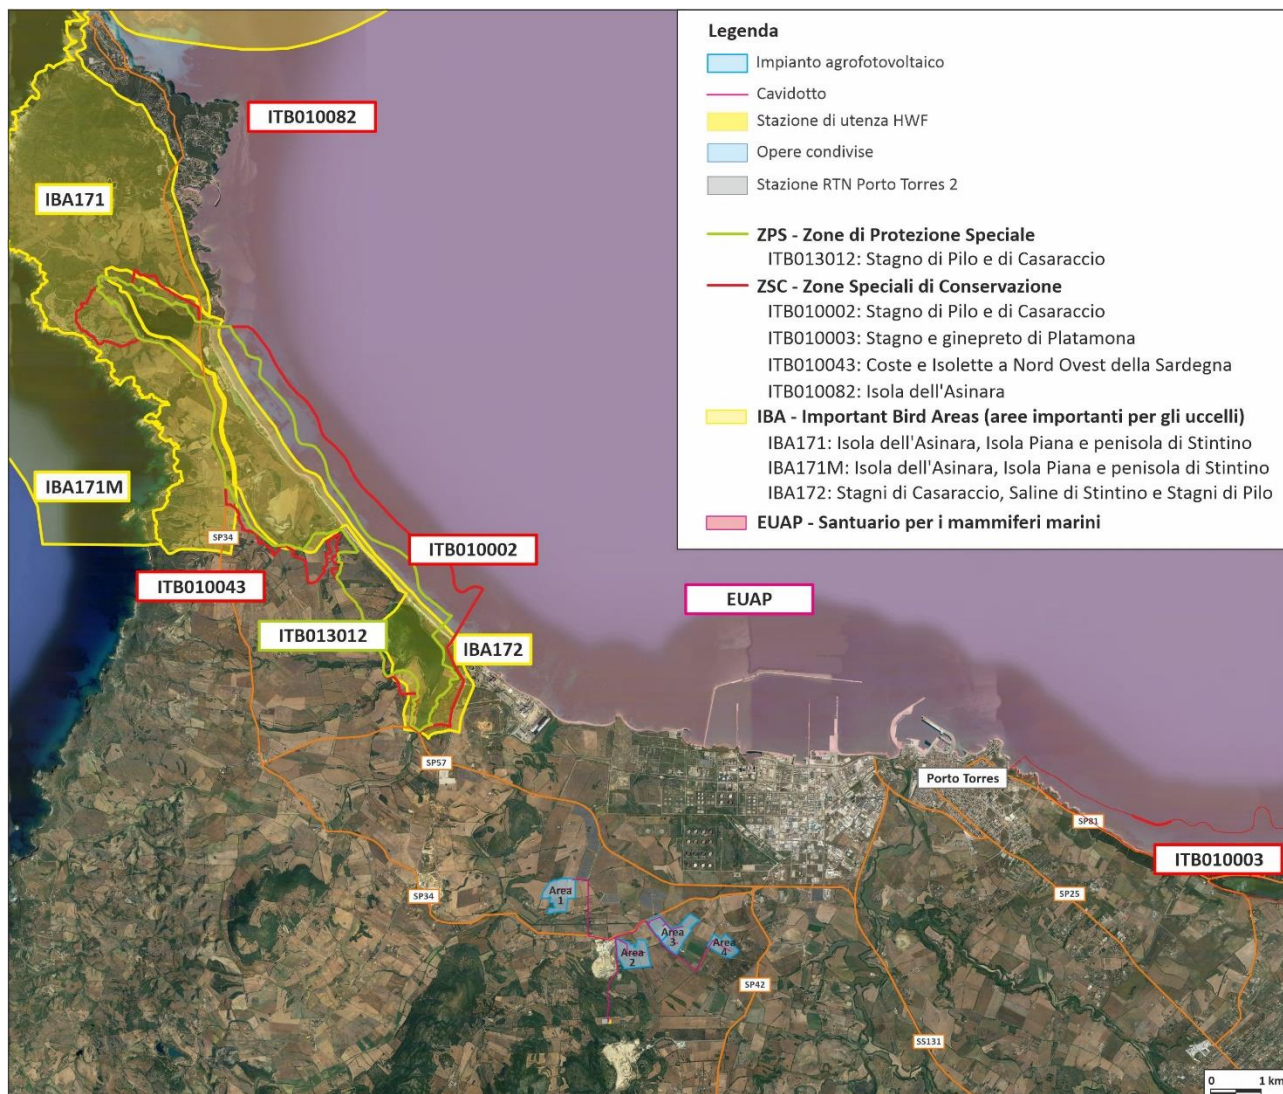 Legenda
Impianto agrofotovoltaico
Cavidotto
Stazione di utenza HWF
Opere condivise
Stazione RTN Porto Torres 2
ZPS - Zone di Protezione Speciale
ITB013012: Stagno di Pilo e di Casaraccio
ZSC - Zone Speciali di Conservazione
ITB010002: Stagno di Pilo e di Casaraccio
ITB010003: Stagno e ginepreto di Platamona
ITB010043: Coste e Isolette a Nord Ovest della Sardegna
ITB010082: Isola dell'Asinara
IBA - Important Bird Areas (aree importanti per gli uccelli)
IBA171: Isola dell'Asinara, Isola Piana e penisola di Stintino
IBA171M: Isola dell'Asinara, Isola Piana e penisola di Stintino
IBA172: Stagni di Casaraccio, Saline di Stintino e Stagni di Pilo
EUAP - Santuario per i mammiferi marini
ITB010082
IBA171
IBA171M
SP34
ITB010002
ITB010043
EUAP
ITB013012
IBA172
SP57
Porto Torres
SP81
ITB010003
Area
1
SP34
SP25
Area
2
Area
3
Area
4
SP42
SS131
0 1 km